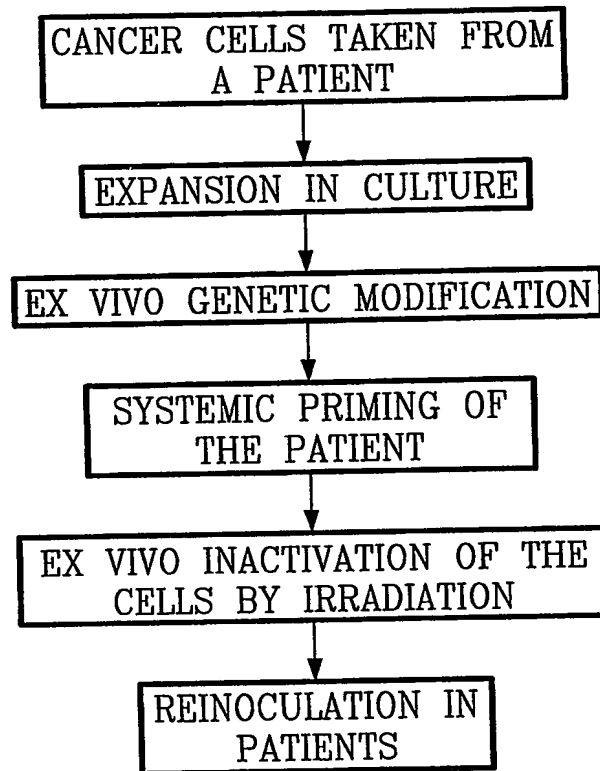 CANCER CELLS TAKEN FROM
A PATIENT
EXPANSION IN CULTURE
EX VIVO GENETIC MODIFICATION
SYSTEMIC PRIMING OF
THE PATIENT
EX VIVO INACTIVATION OF THE
CELLS BY IRRADIATION
REINOCULATION IN
PATIENTS